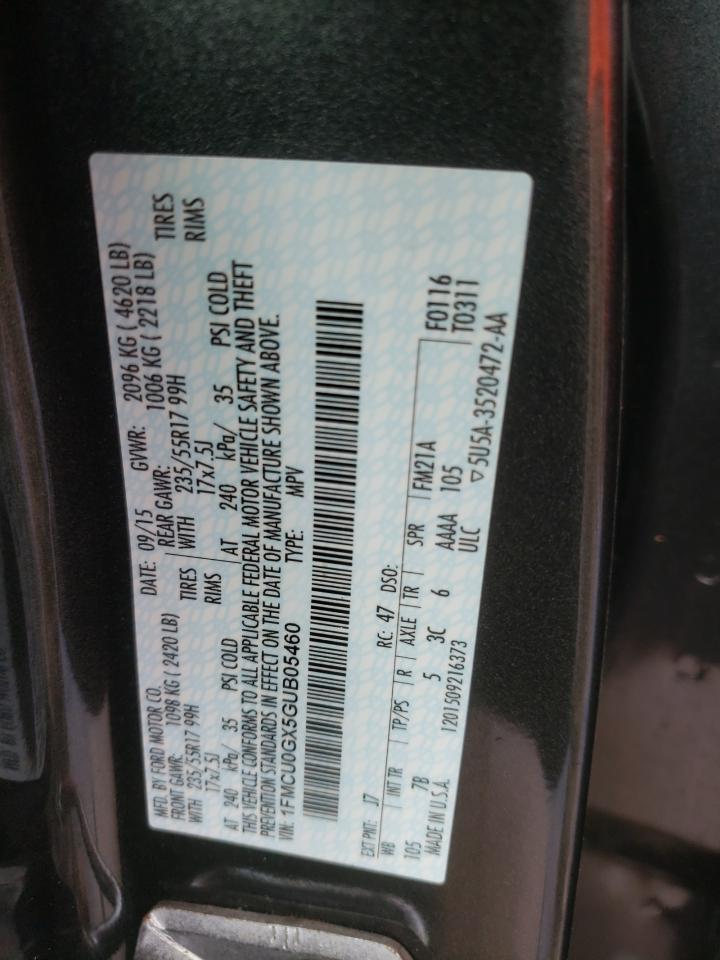 MFD. BY FORD MOTOR CO. DATE: 09/15 GVWR: 2096 KG ( 4620 LB)
FRONT GAWR: 1098 KG ( 2420 LB) REAR GAWR: 1006 KG ( 2218 LB)
WITH 235/55R17 99H TIRES WITH 235/55R17 99H TIRES
17x7.5J RIMS 17x7.5J RIMS
AT 240 kPa/ 35 PSI COLD AT 240 kPa/ 35 PSI COLD
THIS VEHICLE CONFORMS TO ALL APPLICABLE FEDERAL MOTOR VEHICLE SAFETY AND THEFT
PREVENTION STANDARDS IN EFFECT ON THE DATE OF MANUFACTURE SHOWN ABOVE.
VIN: 1FMCU0GX5GUB05460 TYPE: MPV
EXT PNT: J7 RC: 47 DSO:
WB INT TR TP/PS R AXLE TR SPR FM21A F0116
105 7B 5 3C 6 AAAA 105 T0311
MADE IN U.S.A. 1201509216373 ULC ▽5U5A-3520472-AA